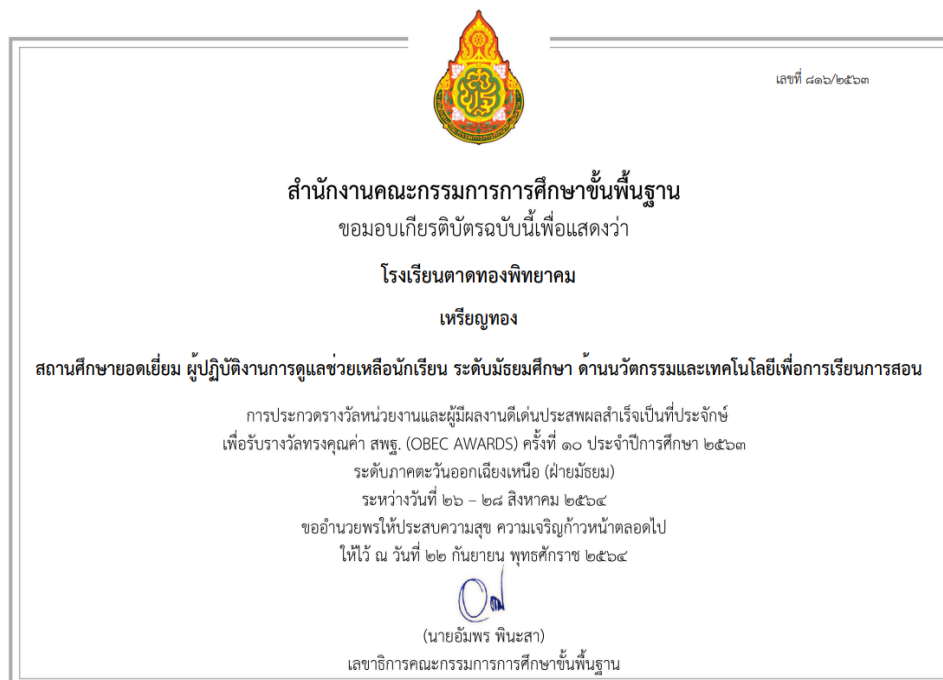 เลขที่ ๘๑๖/๒๕๖๓
สำนักงานคณะกรรมการการศึกษาขั้นพื้นฐาน
ขอมอบเกียรติบัตรฉบับนี้เพื่อแสดงว่า
โรงเรียนตาดทองพิทยาคม
เหรียญทอง
สถานศึกษายอดเยี่ยม ผู้ปฏิบัติงานการดูแลช่วยเหลือนักเรียน ระดับมัธยมศึกษา ด้านนวัตกรรมและเทคโนโลยีเพื่อการเรียนการสอน
การประกวดรางวัลหน่วยงานและผู้มีผลงานดีเด่นประสพผลสำเร็จเป็นที่ประจักษ์
เพื่อรับรางวัลทรงคุณค่า สพฐ. (OBEC AWARDS) ครั้งที่ ๑๐ ประจำปีการศึกษา ๒๕๖๓
ระดับภาคตะวันออกเฉียงเหนือ (ฝ่ายมัธยม)
ระหว่างวันที่ ๒๖ – ๒๘ สิงหาคม ๒๕๖๔
ขออำนวยพรให้ประสบความสุข ความเจริญก้าวหน้าตลอดไป
ให้ไว้ ณ วันที่ ๒๒ กันยายน พุทธศักราช ๒๕๖๔
(นายอัมพร พินะสา)
เลขาธิการคณะกรรมการการศึกษาขั้นพื้นฐาน